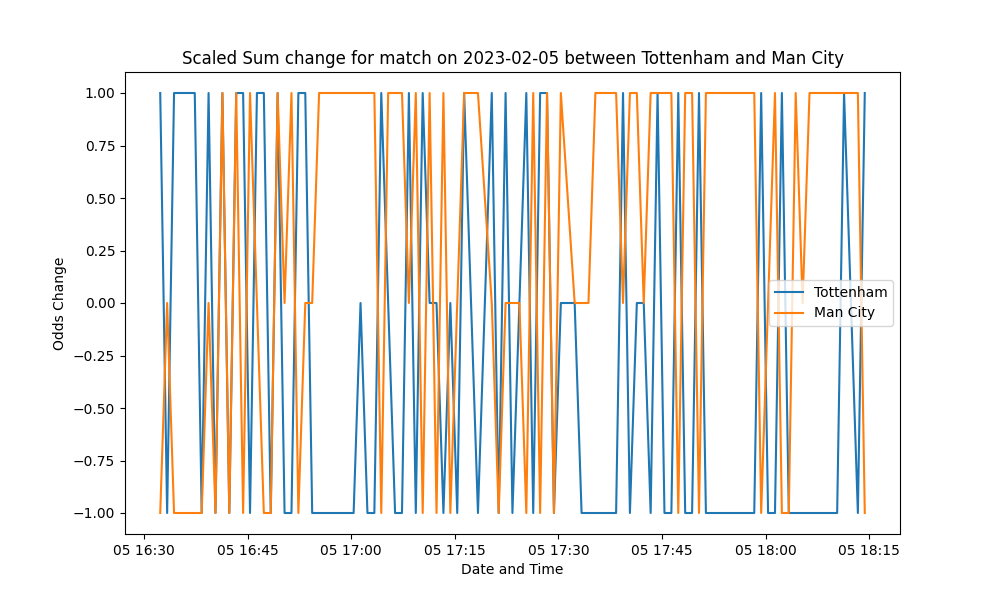 Scaled Sum change for match on 2023-02-05 between Tottenham and Man City
1.00
0.75
0.50
0.25
0.00
−0.25
−0.50
−0.75
−1.00
Odds Change
Tottenham
Man City
05 16:30 05 16:45 05 17:00 05 17:15 05 17:30 05 17:45 05 18:00 05 18:15
Date and Time